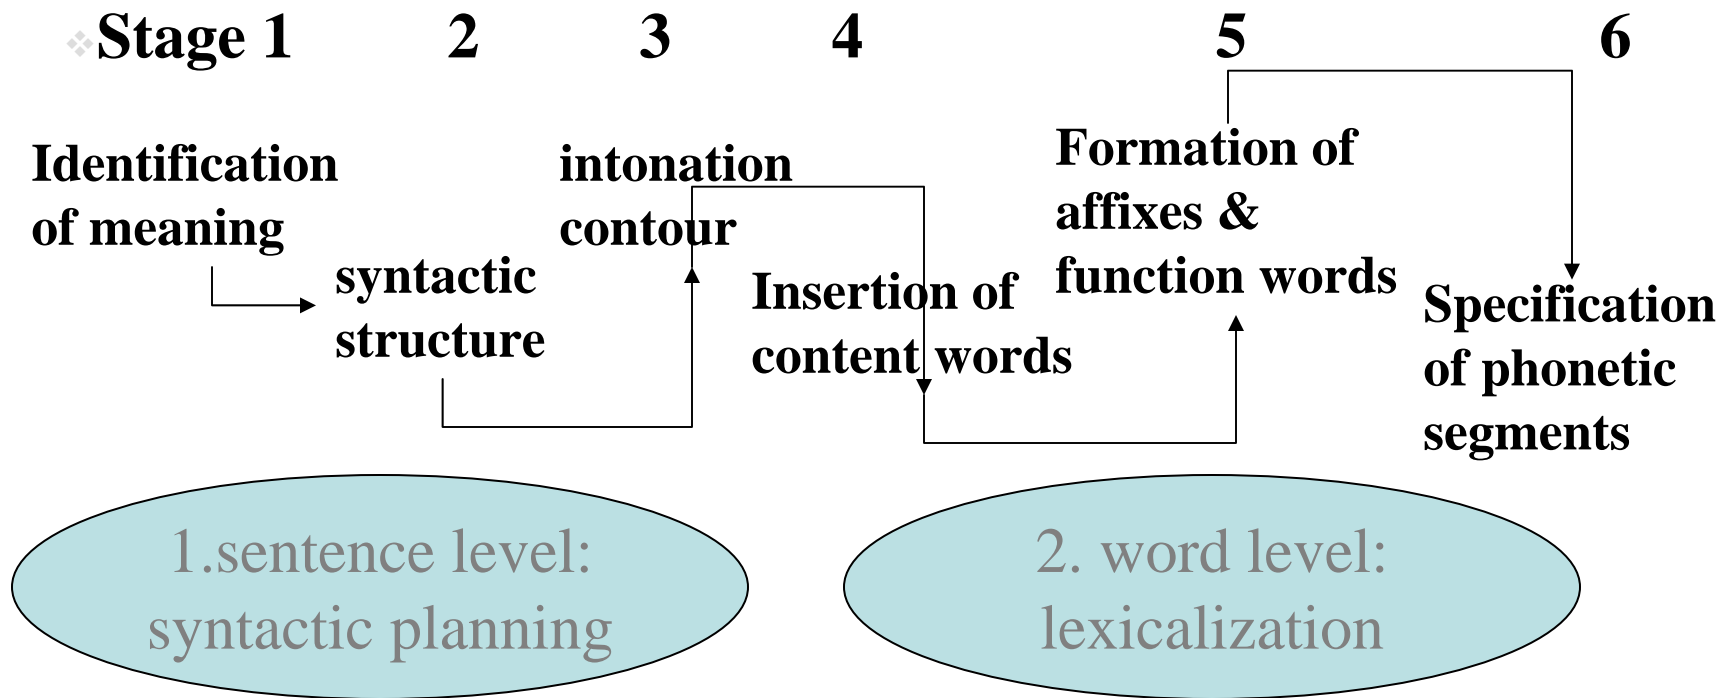 ❖Stage 1 2 3 4 5 6
Identification
of meaning
syntactic
structure
intonation
contour
Insertion of
content words
Formation of
affixes &
function words
Specification
of phonetic
segments
1.sentence level:
syntactic planning
2. word level:
lexicalization